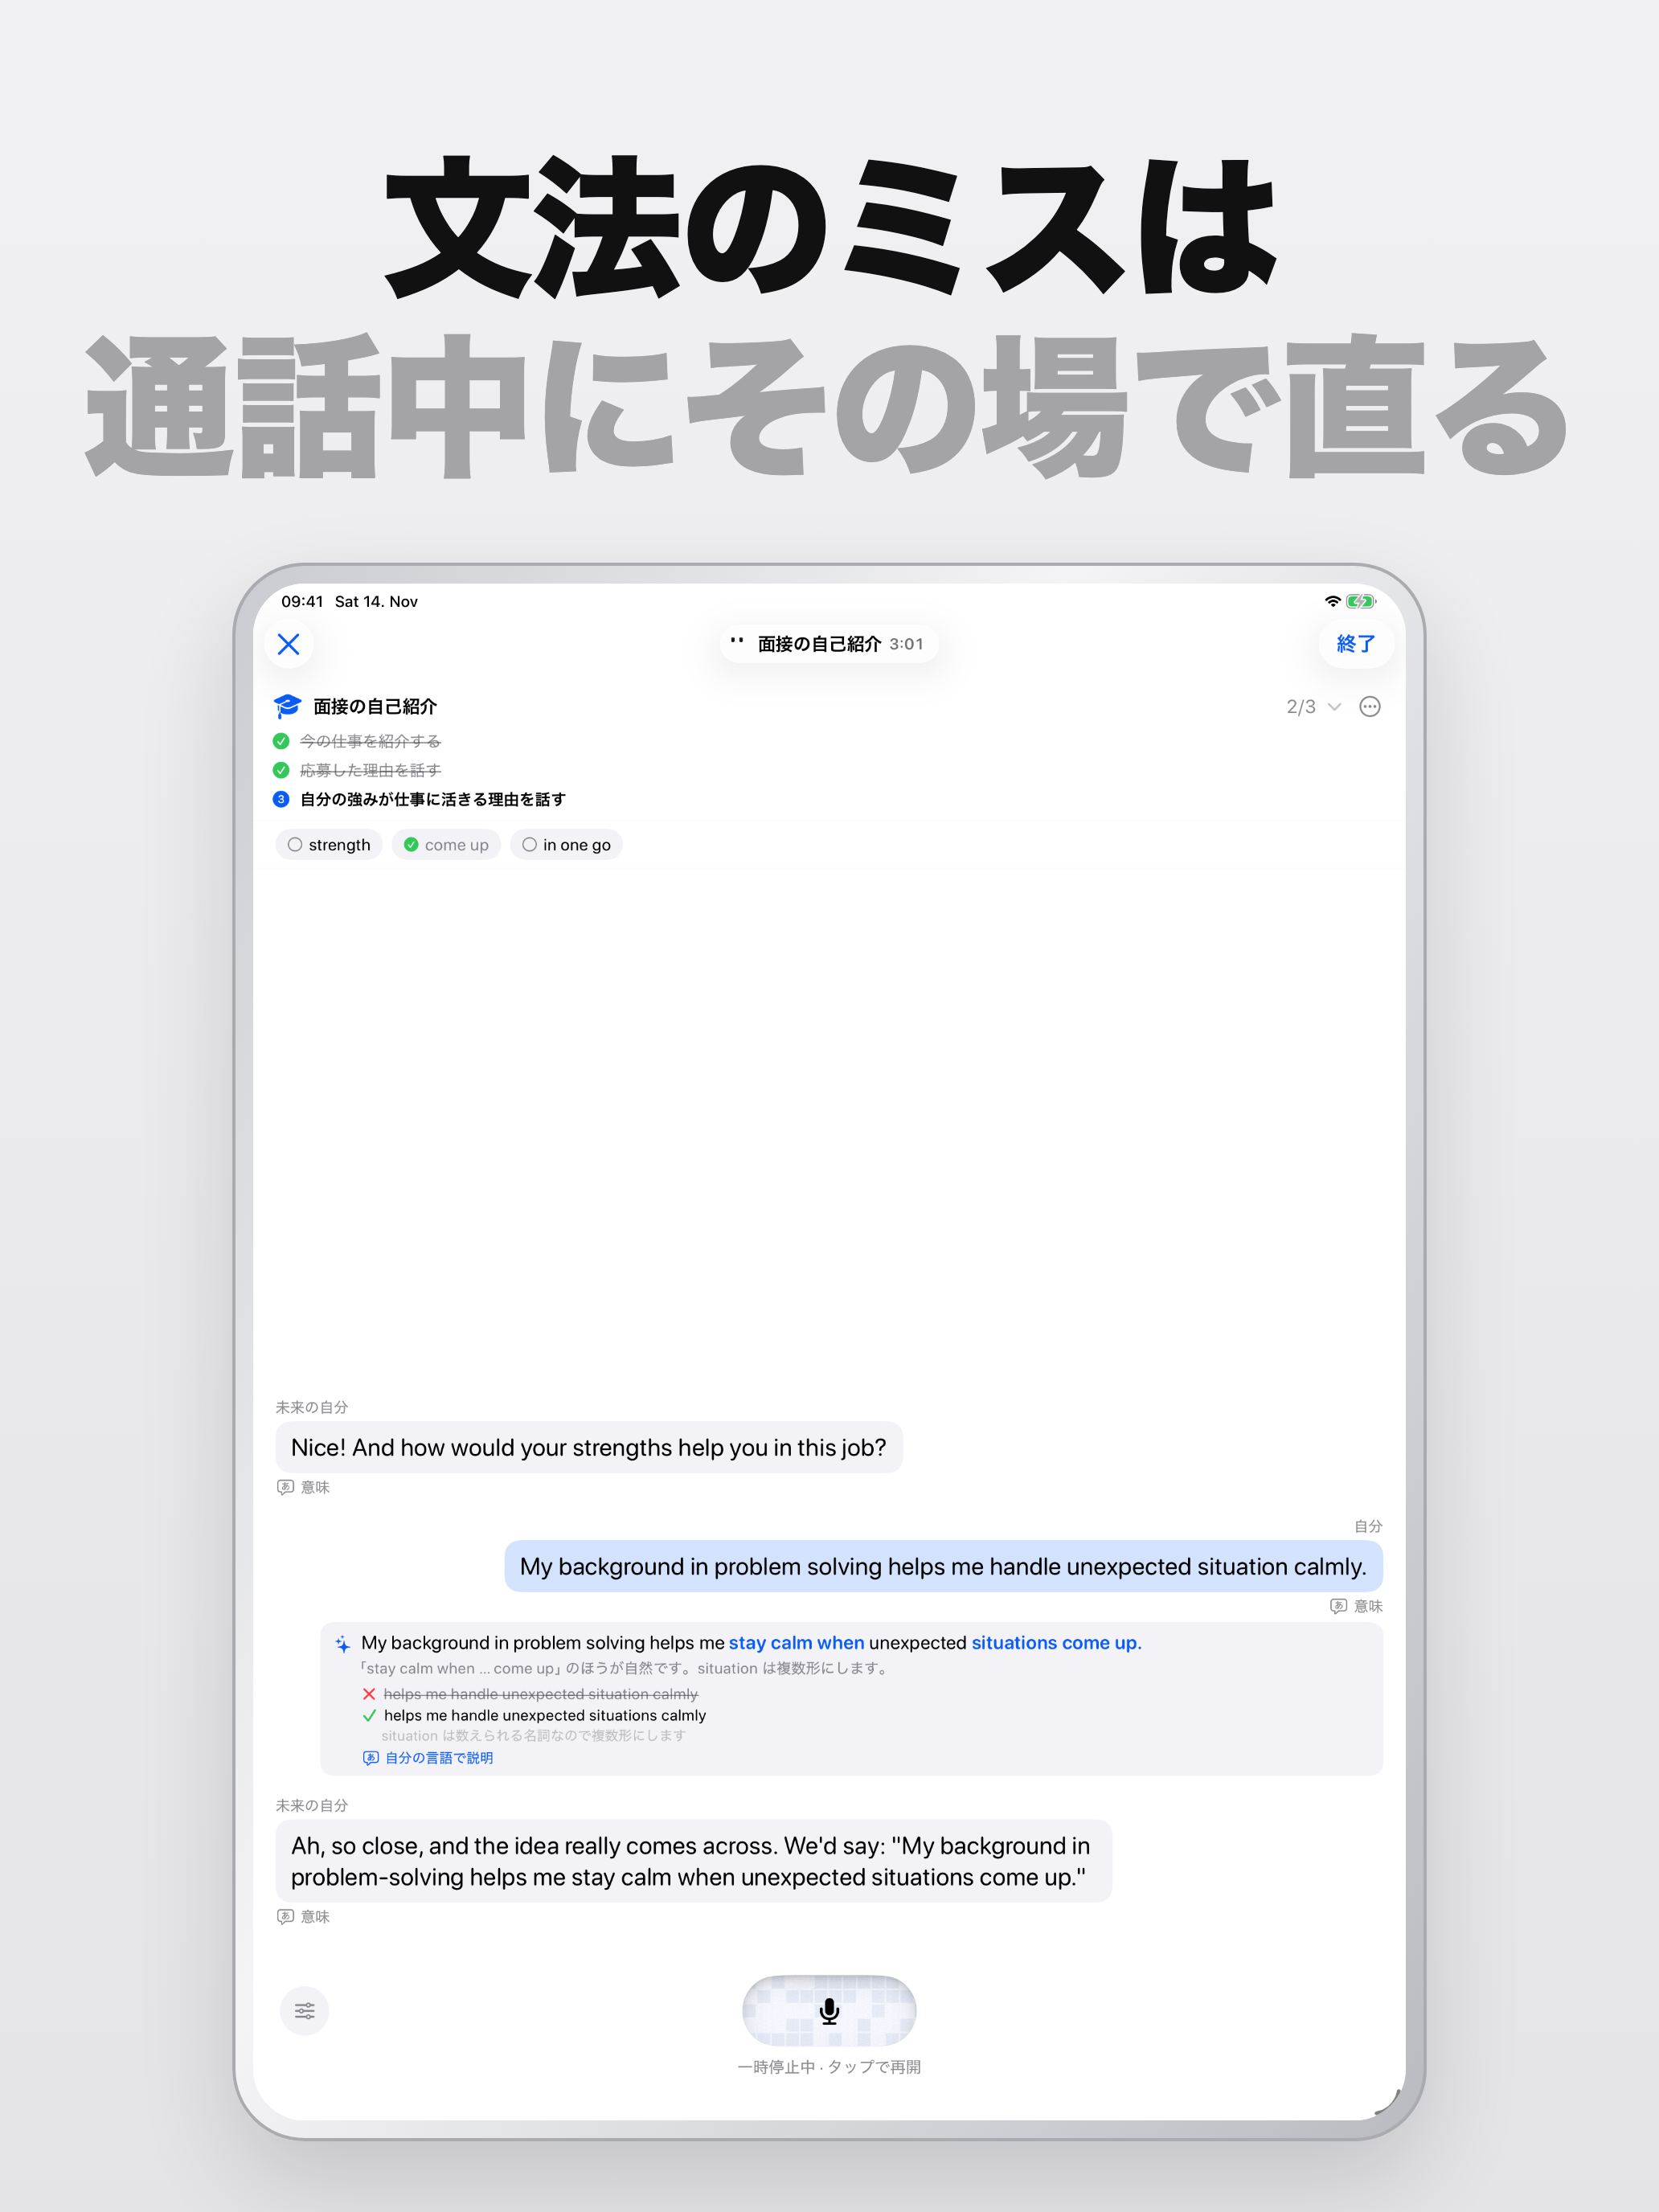 文法のミスは
通話中にその場で直る
09:41 Sat 14. Nov
面接の自己紹介 3:01
終了
面接の自己紹介
2/3
今の仕事を紹介する
応募した理由を話す
3 自分の強みが仕事に活きる理由を話す
strength
come up
in one go
未来の自分
Nice! And how would your strengths help you in this job?
あ 意味
自分
My background in problem solving helps me handle unexpected situation calmly.
あ 意味
My background in problem solving helps me stay calm when unexpected situations come up.
「stay calm when ... come up」のほうが自然です。situation は複数形にします。
helps me handle unexpected situation calmly
helps me handle unexpected situations calmly
situation は数えられる名詞なので複数形にします
あ 自分の言語で説明
未来の自分
Ah, so close, and the idea really comes across. We'd say: "My background in
problem-solving helps me stay calm when unexpected situations come up."
あ 意味
一時停止中 · タップで再開